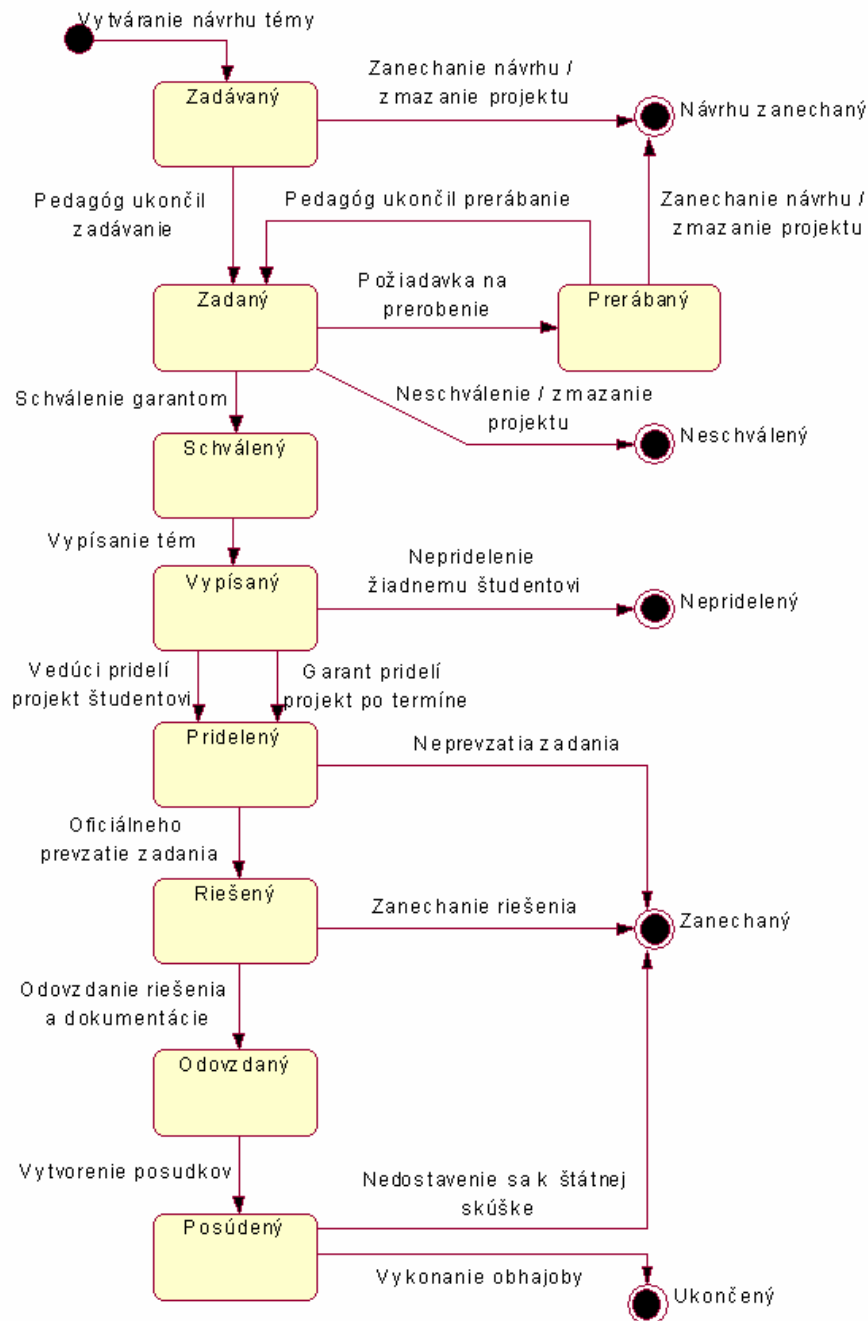 Vytváranie návrhu témy
Zadávaný
Zanechanie návrhu /
zmazanie projektu
Návrhu zanechaný
Pedagóg ukončil
zadávanie
Pedagóg ukončil prerábanie
Zanechanie návrhu /
zmazanie projektu
Zadaný
Požiadavka na
prerobenie
Prerábaný
Schválenie garantom
Neschválenie / zmazanie
projektu
Neschválený
Schválený
Vypísanie tém
Vypísaný
Nepridelenie
žiadnemu študentovi
Nepridelený
Vedúci pridelí
projekt študentovi
Garant pridelí
projekt po termíne
Pridelený
Neprevzatia zadania
Oficiálneho
prevzatie zadania
Riešený
Zanechanie riešenia
Zanechaný
Odovzdanie riešenia
a dokumentácie
Odovzdaný
Vytvorenie posudkov
Nedostavenie sa k štátnej
skúške
Posúdený
Vykonanie obhajoby
Ukončený